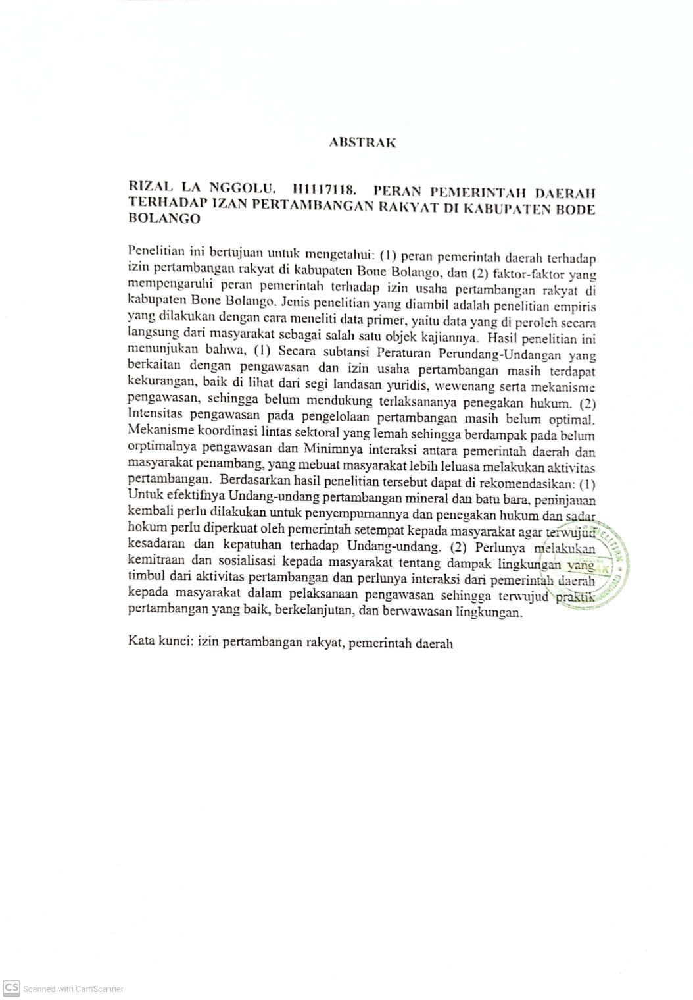 ABSTRAK
RIZAL LA NGGOLU. H1117118. PERAN PEMERINTAH DAERAH
TERHADAP IZAN PERTAMBANGAN RAKYAT DI KABUPATEN BODE
BOLANGO
Penelitian ini bertujuan untuk mengetahui: (1) peran pemerintah daerah terhadap
izin pertambangan rakyat di kabupaten Bone Bolango, dan (2) faktor-faktor yang
mempengaruhi peran pemerintah terhadap izin usaha pertambangan rakyat di
kabupaten Bone Bolango. Jenis penelitian yang diambil adalah penelitian empiris
yang dilakukan dengan cara meneliti data primer, yaitu data yang di peroleh secara
langsung dari masyarakat sebagai salah satu objek kajiannya. Hasil penelitian ini
menunjukan bahwa, (1) Secara subtansi Peraturan Perundang-Undangan yang
berkaitan dengan pengawasan dan izin usaha pertambangan masih terdapat
kekurangan, baik di lihat dari segi landasan yuridis, wewenang serta mekanisme
pengawasan, sehingga belum mendukung terlaksananya penegakan hukum. (2)
Intensitas pengawasan pada pengelolaan pertambangan masih belum optimal.
Mekanisme koordinasi lintas sektoral yang lemah sehingga berdampak pada belum
orptimalnya pengawasan dan Minimnya interaksi antara pemerintah daerah dan
masyarakat penambang, yang mebuat masyarakat lebih leluasa melakukan aktivitas
pertambangan. Berdasarkan hasil penelitian tersebut dapat di rekomendasikan: (1)
Untuk efektifnya Undang-undang pertambangan mineral dan batu bara, peninjauan
kembali perlu dilakukan untuk penyempurnannya dan penegakan hukum dan sadar
hokum perlu diperkuat oleh pemerintah setempat kepada masyarakat agar terwujud
kesadaran dan kepatuhan terhadap Undang-undang. (2) Perlunya melakukan
kemitraan dan sosialisasi kepada masyarakat tentang dampak lingkungan yang
timbul dari aktivitas pertambangan dan perlunya interaksi dari pemerintah daerah
kepada masyarakat dalam pelaksanaan pengawasan sehingga terwujud praktik
pertambangan yang baik, berkelanjutan, dan berwawasan lingkungan.
Kata kunci: izin pertambangan rakyat, pemerintah daerah
CS Scanned with CamScanner